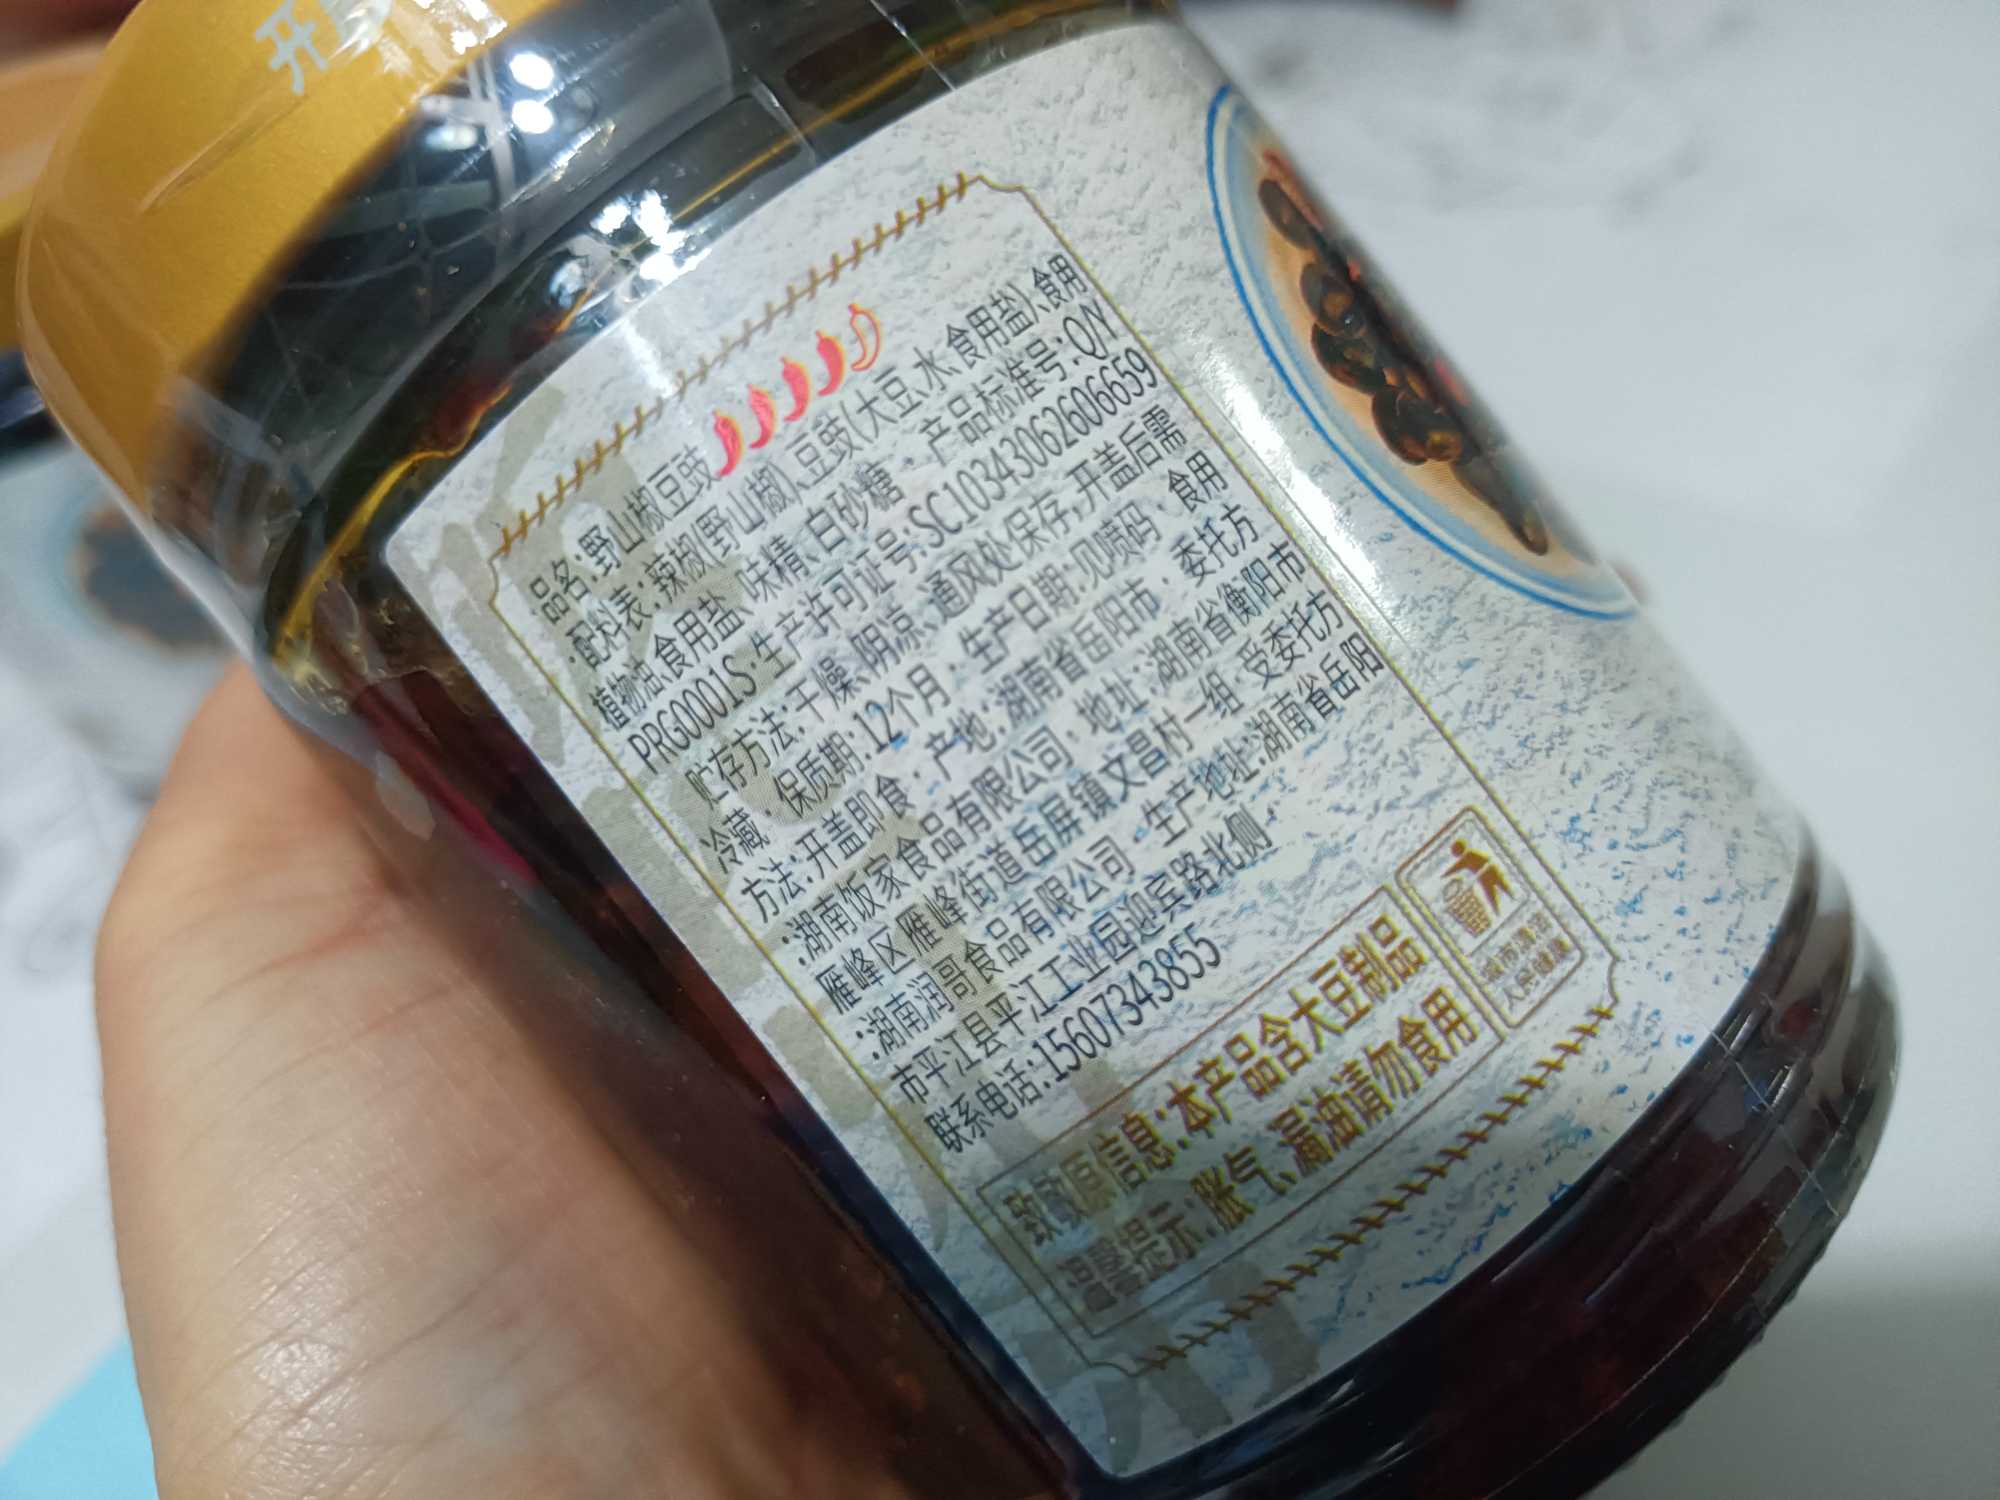 开
品名:野山椒豆豉
·配料表:辣椒(野山椒)、豆豉(大豆、水、食用盐)、食用
植物油、食用盐、味精、白砂糖·产品标准号:Q/Y
PRG0001S·生产许可证号:SC10343062606659
贮存方法:干燥、阴凉、通风处保存,开盖后需
冷藏·保质期:12个月·生产日期:见喷码·食用
方法:开盖即食·产地:湖南省岳阳市·委托方
:湖南饭家食品有限公司·地址:湖南省衡阳市
雁峰区雁峰街道岳屏镇文昌村一组·受委托方
:湖南润哥食品有限公司·生产地址:湖南省岳阳
市平江县平江工业园迎宾路北侧
联系电话:15607343855
致敏原信息:本产品含大豆制品
温馨提示:胀气、漏油请勿食用
城市清洁
人民健康